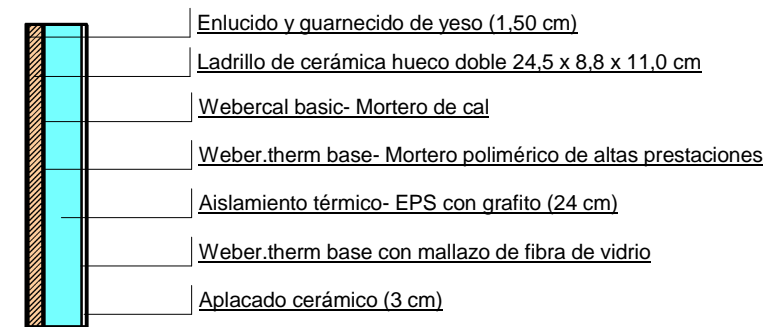 Enlucido y guarnecido de yeso (1,50 cm)
Ladrillo de cerámica hueco doble 24,5 x 8,8 x 11,0 cm
Webercal basic- Mortero de cal
Weber.therm base- Mortero polimérico de altas prestaciones
Aislamiento térmico- EPS con grafito (24 cm)
Weber.therm base con mallazo de fibra de vidrio
Aplacado cerámico (3 cm)